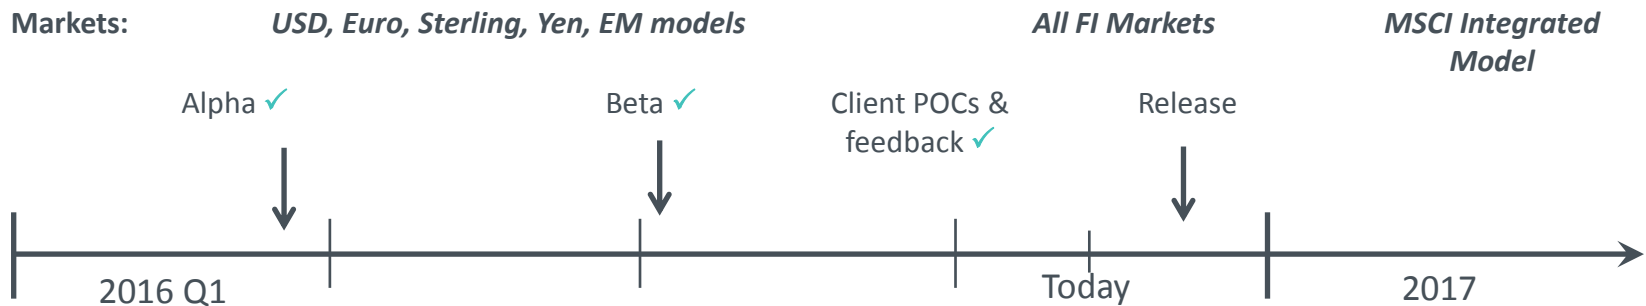 Markets: USD, Euro, Sterling, Yen, EM models All FI Markets MSCI Integrated
Model
Alpha ✓ Beta ✓ Client POCs & Release
feedback ✓
2016 Q1 Today 2017